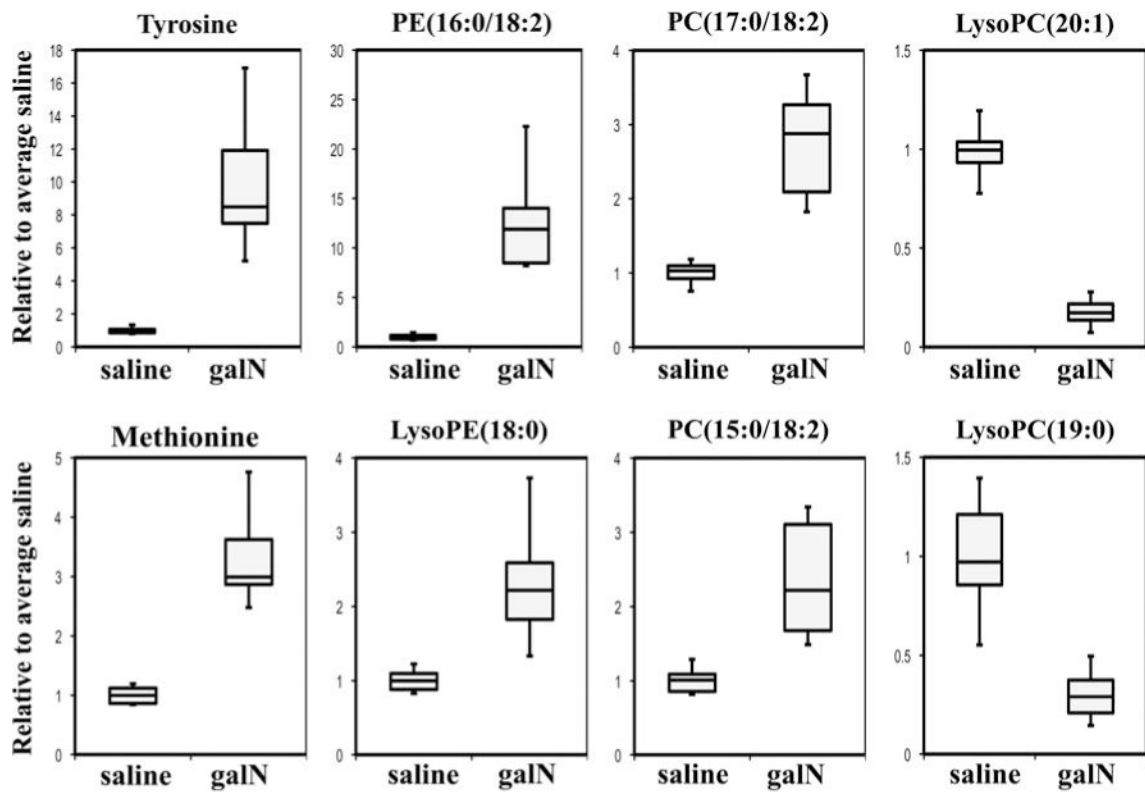 Tyrosine
PE(16:0/18:2)
PC(17:0/18:2)
LysoPC(20:1)
Relative to average saline
18
16
14
12
10
8
6
4
2
0
saline galN
30
25
20
15
10
5
0
saline galN
4
3
2
1
0
saline galN
1.5
1
0.5
0
saline galN
Methionine
LysoPE(18:0)
PC(15:0/18:2)
LysoPC(19:0)
Relative to average saline
5
4
3
2
1
0
saline galN
4
3
2
1
0
saline galN
4
3
2
1
0
saline galN
1.5
1
0.5
0
saline galN